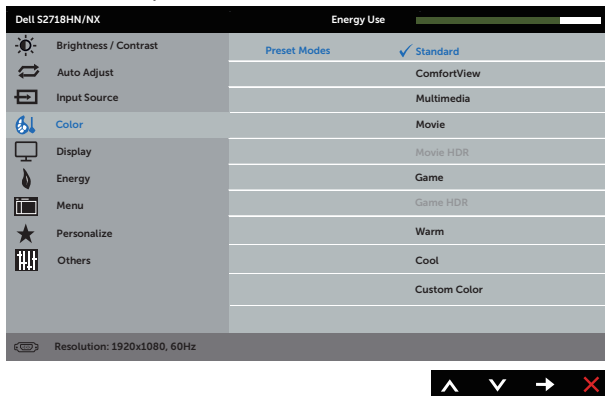 Dell S2718HN/NX Energy Use
Brightness / Contrast
Auto Adjust
Input Source
Color
Display
Energy
Menu
Personalize
Others
Preset Modes ✓ Standard
ComfortView
Multimedia
Movie
Movie HDR
Game
Game HDR
Warm
Cool
Custom Color
Resolution: 1920x1080, 60Hz